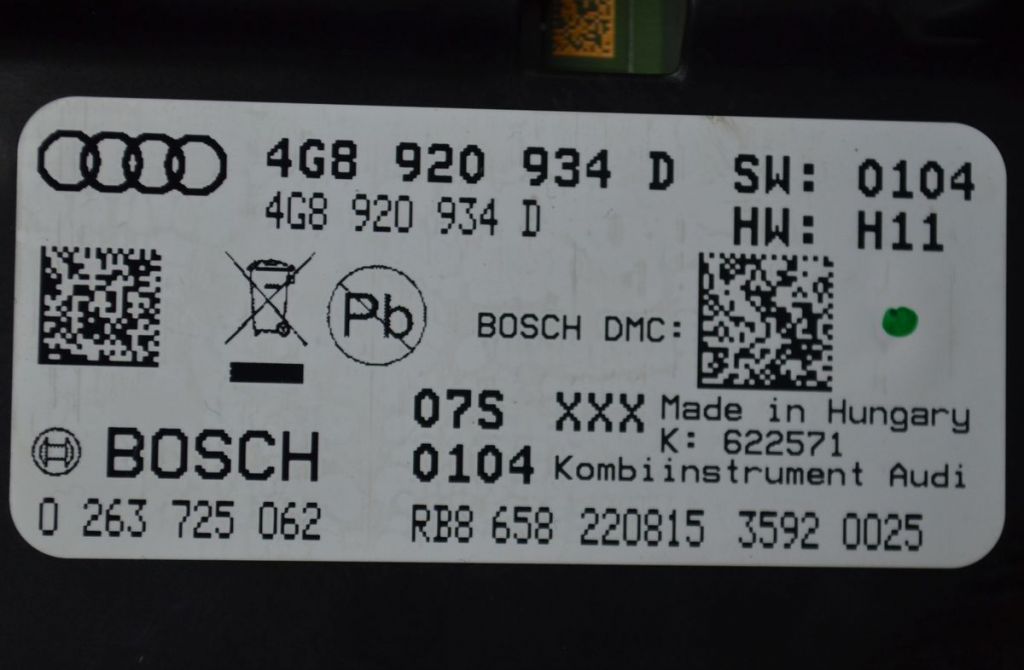 4G8 920 934 D SW: 0104
4G8 920 934 D HW: H11
Pb
BOSCH DMC:
07S XXX Made in Hungary
K: 622571
BOSCH 0104 Kombiinstrument Audi
0 263 725 062 RB8 658 220815 3592 0025